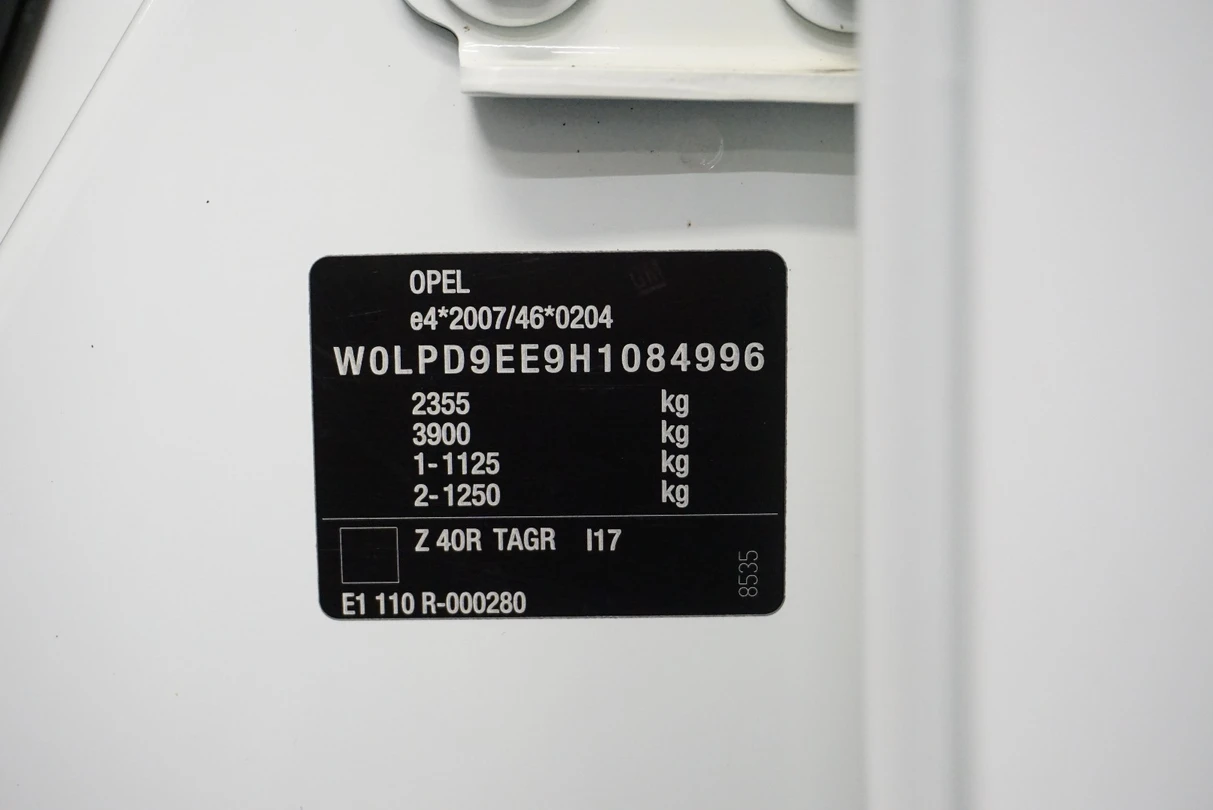 OPEL
e4*2007/46*0204
W0LPD9EE9H1084996
2355 kg
3900 kg
1-1125 kg
2-1250 kg
Z 40R TAGR I17
8535
E1 110 R-000280